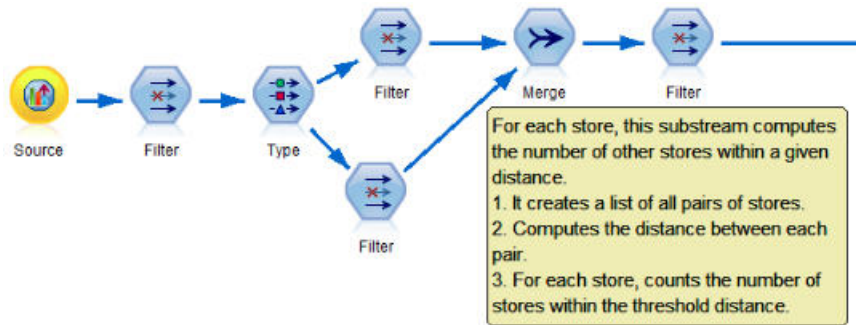 Filter
Merge
Filter
Source
Filter
Type
Filter
For each store, this substream computes
the number of other stores within a given
distance.
1. It creates a list of all pairs of stores.
2. Computes the distance between each
pair.
3. For each store, counts the number of
stores within the threshold distance.